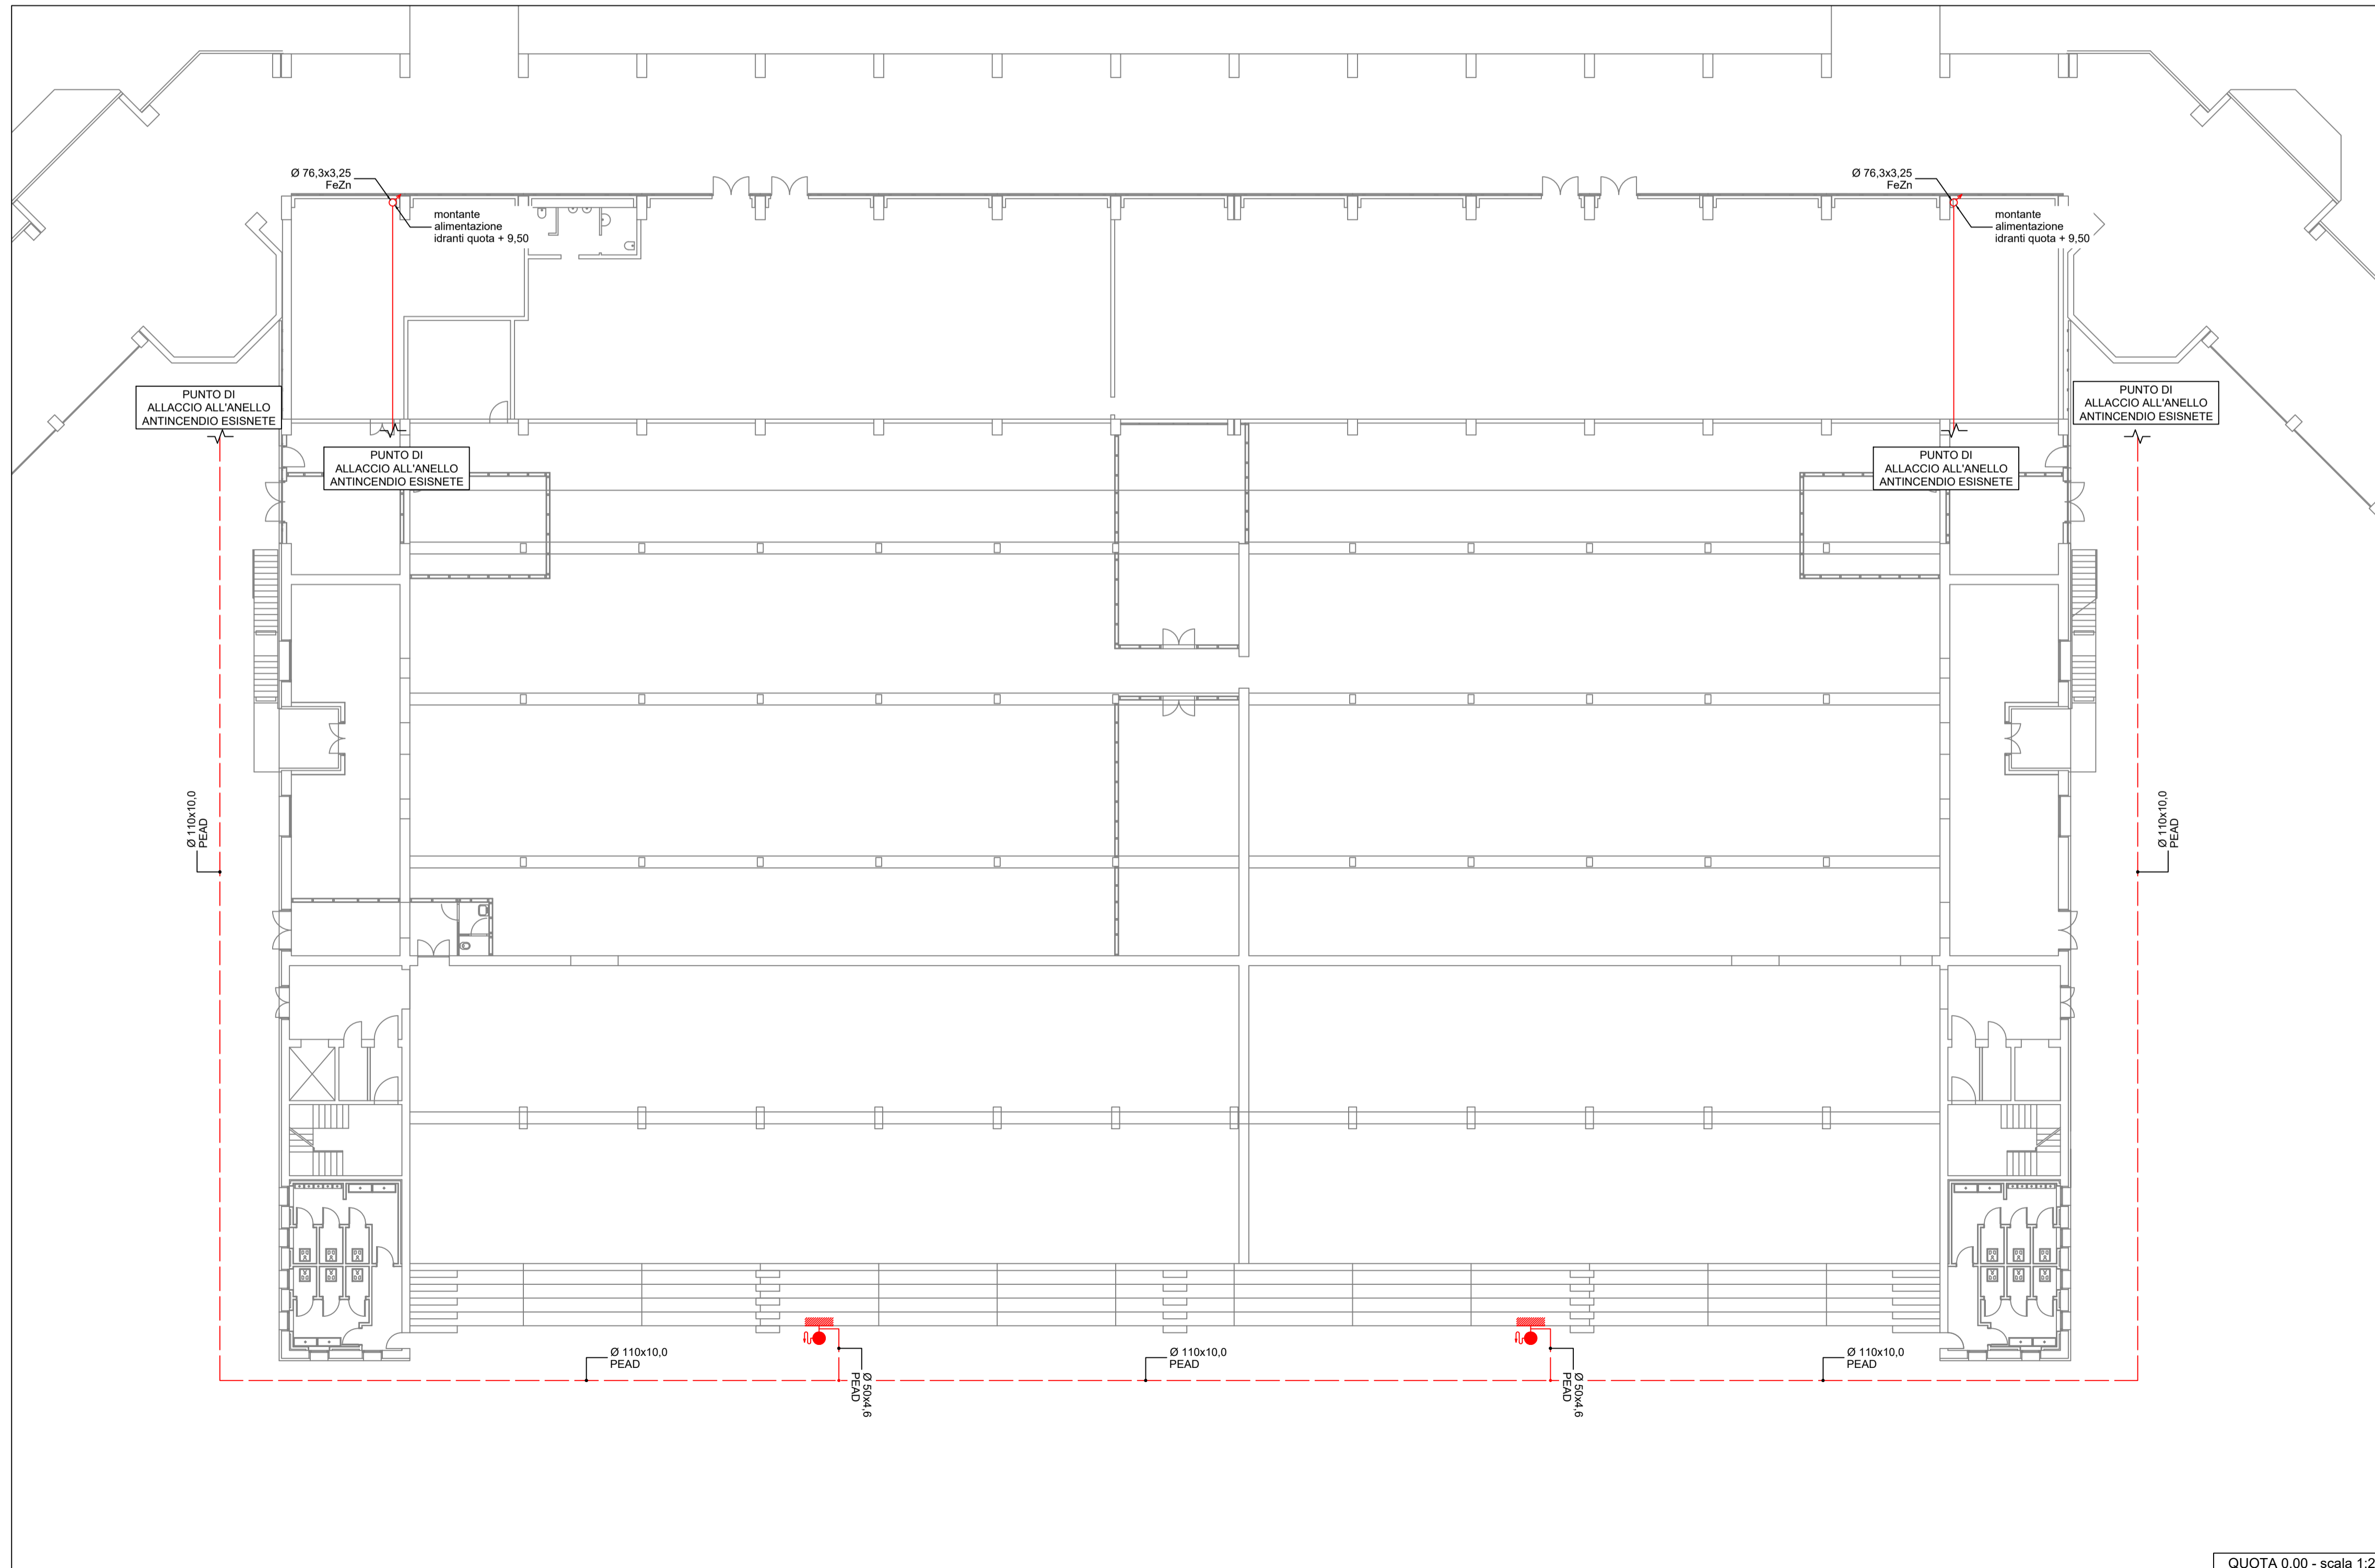 Ø 76,3x3,25
FeZn
montante
alimentazione
idranti quota + 9,50
Ø 76,3x3,25
FeZn
montante
alimentazione
idranti quota + 9,50
PUNTO DI
ALLACCIO ALL'ANELLO
ANTINCENDIO ESISNETE
PUNTO DI
ALLACCIO ALL'ANELLO
ANTINCENDIO ESISNETE
PUNTO DI
ALLACCIO ALL'ANELLO
ANTINCENDIO ESISNETE
PUNTO DI
ALLACCIO ALL'ANELLO
ANTINCENDIO ESISNETE
Ø 110x10,0
PEAD
Ø 110x10,0
PEAD
Ø 110x10,0
PEAD
Ø 50x4,6
PEAD
Ø 110x10,0
PEAD
Ø 50x4,6
PEAD
Ø 110x10,0
PEAD
QUOTA 0.00 - scala 1:2